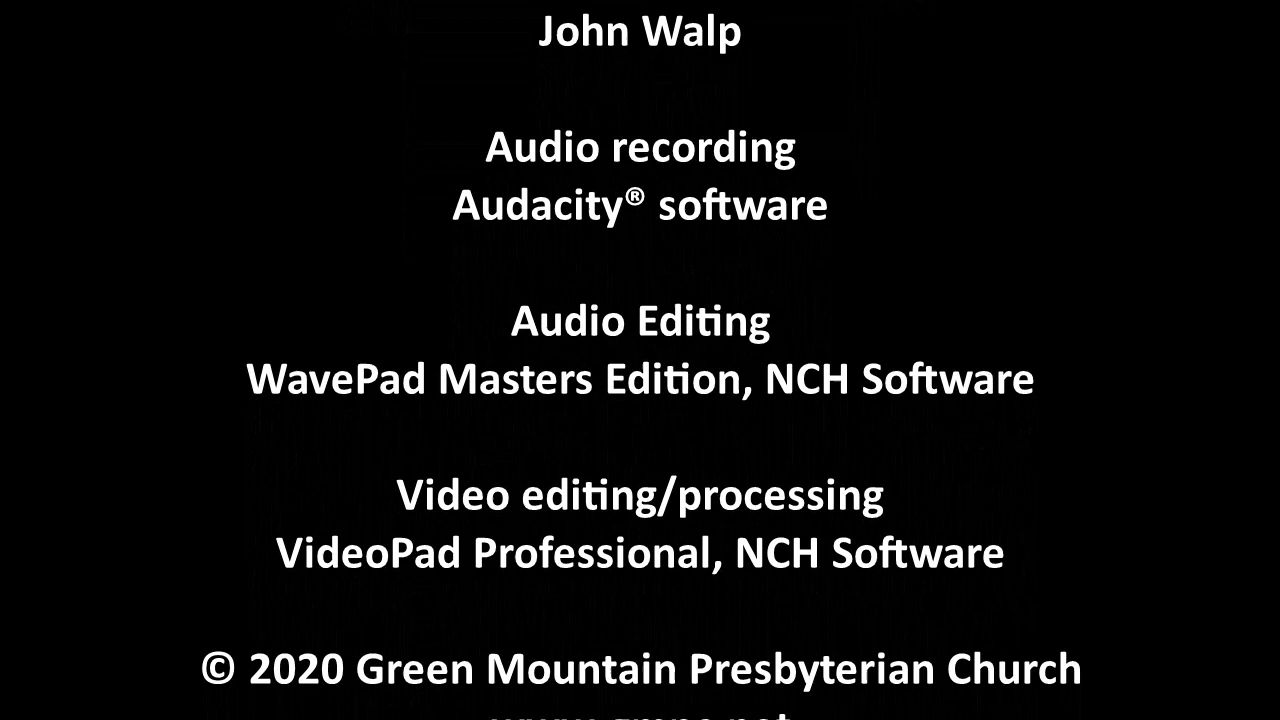 John Walp
Audio recording
Audacity® software
Audio Editing
WavePad Masters Edition, NCH Software
Video editing/processing
VideoPad Professional, NCH Software
© 2020 Green Mountain Presbyterian Church